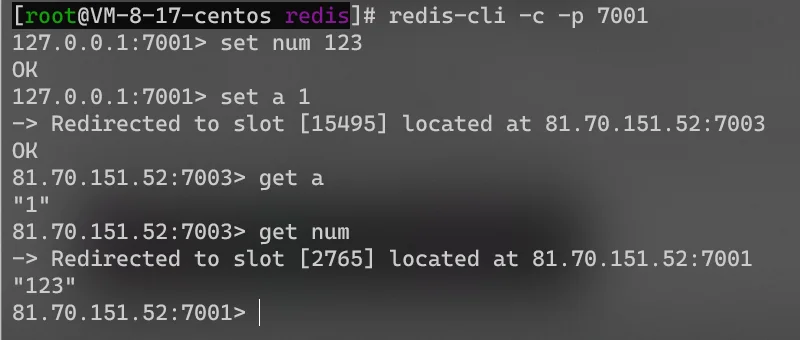 [root@VM-8-17-centos redis]# redis-cli -c -p 7001
127.0.0.1:7001> set num 123
OK
127.0.0.1:7001> set a 1
-> Redirected to slot [15495] located at 81.70.151.52:7003
OK
81.70.151.52:7003> get a
"1"
81.70.151.52:7003> get num
-> Redirected to slot [2765] located at 81.70.151.52:7001
"123"
81.70.151.52:7001>